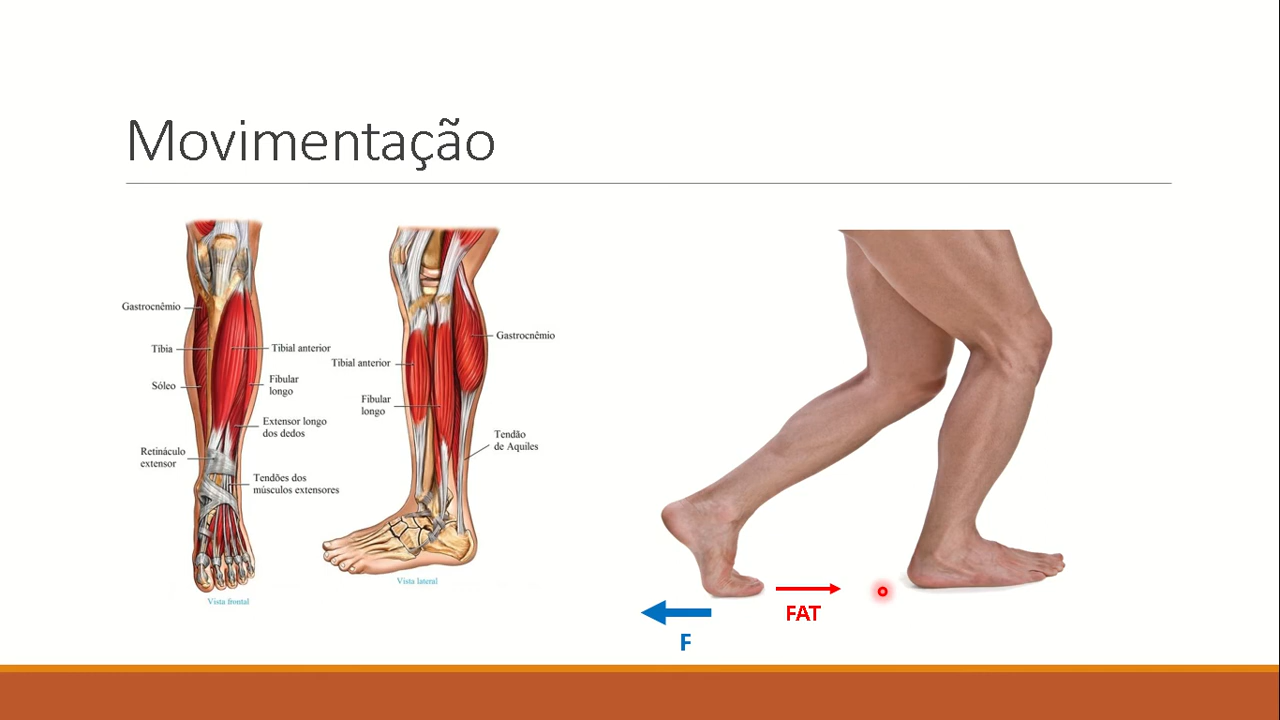 Movimentação
Gastrocnêmio
Tíbia
Sóleo
Retináculo
extensor
Tibial anterior
Fibular
longo
Extensor longo
dos dedos
Tendões dos
músculos extensores
Vista frontal
Tibial anterior
Fibular
longo
Gastrocnêmio
Tendão
de Aquiles
Vista lateral
FAT
F